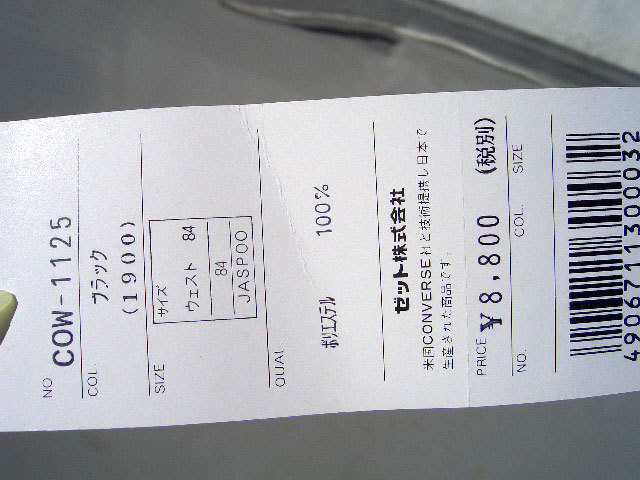 NO COW-1125
COL ブラック
(1900)
SIZE
サイズ
ウェスト 84
84
JASPOO
QUAL
ポリエステル 100%
ゼット株式会社
米国CONVERSE社と技術提携し日本で
生産された商品です。
PRICE ¥8,800 (税別)
NO. COL. SIZE
4906711300032